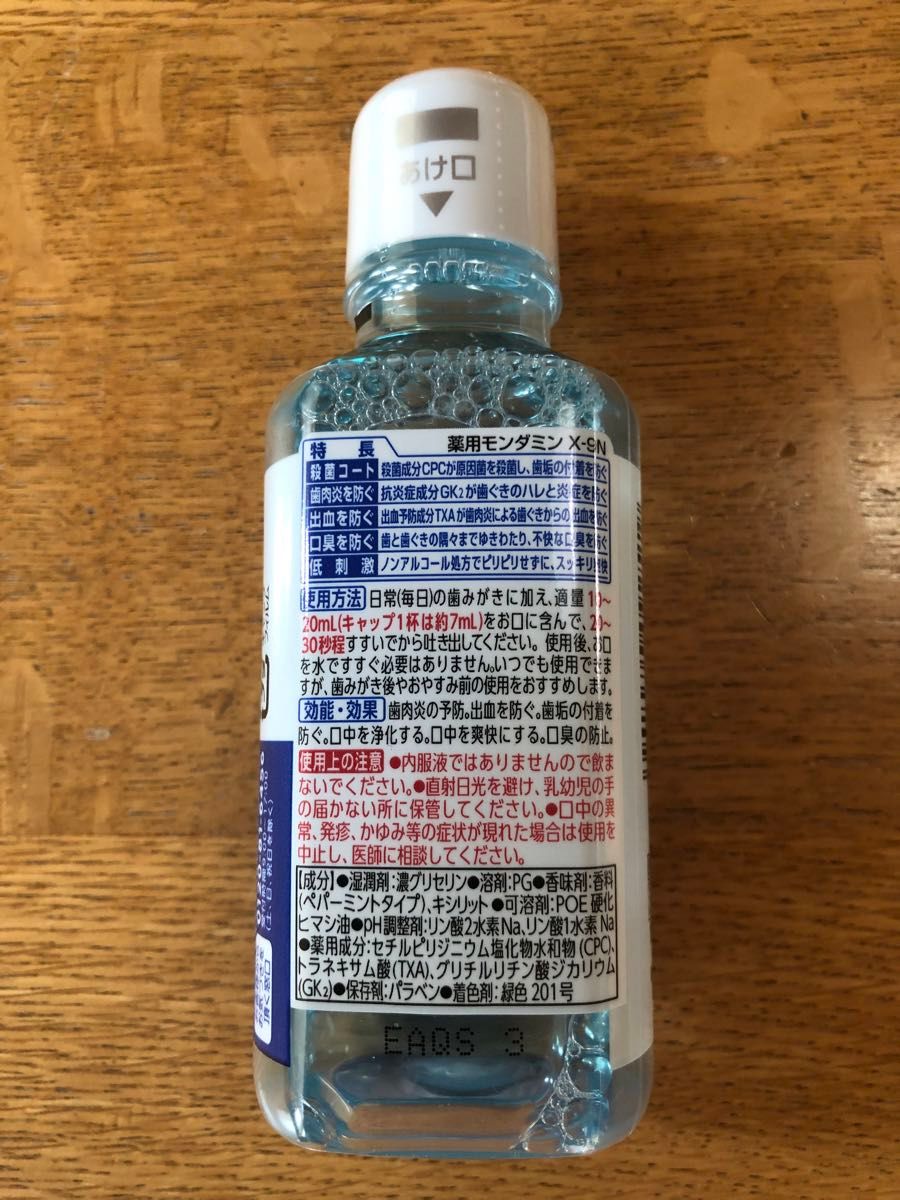 あけ口
特長 薬用モンダミン X-9N
殺菌コート 殺菌成分CPCが原因菌を殺菌し、歯垢の付着を防ぐ
歯肉炎を防ぐ 抗炎症成分GK2が歯ぐきのハレと炎症を防ぐ
出血を防ぐ 出血予防成分TXAが歯肉炎による歯ぐきからの出血を防ぐ
口臭を防ぐ 歯と歯ぐきの隅々までゆきわたり、不快な口臭を防ぐ
低刺激 ノンアルコール処方でピリピリせずに、スッキリ爽快
使用方法 日常(毎日)の歯みがきに加え、適量10～
20mL(キャップ1杯は約7mL)をお口に含んで、20～
30秒程すすいでから吐き出してください。使用後、お口
を水ですすぐ必要はありません。いつでも使用できま
すが、歯みがき後やおやすみ前の使用をおすすめします。
効能・効果 歯肉炎の予防。出血を防ぐ。歯垢の付着を
防ぐ。口中を浄化する。口中を爽快にする。口臭の防止。
使用上の注意 ●内服液ではありませんので飲ま
ないでください。●直射日光を避け、乳幼児の手
の届かない所に保管してください。●口中の異
常、発疹、かゆみ等の症状が現れた場合は使用を
中止し、医師に相談してください。
【成分】●湿潤剤:濃グリセリン●溶剤:PG●香味剤:香料
(ペパーミントタイプ)、キシリット●可溶剤:POE硬化
ヒマシ油●pH調整剤:リン酸2水素Na、リン酸1水素Na
●薬用成分:セチルピリジニウム塩化物水和物(CPC)、
トラネキサム酸(TXA)、グリチルリチン酸ジカリウム
(GK2)●保存剤:パラベン●着色剤:緑色201号
EAQS 3